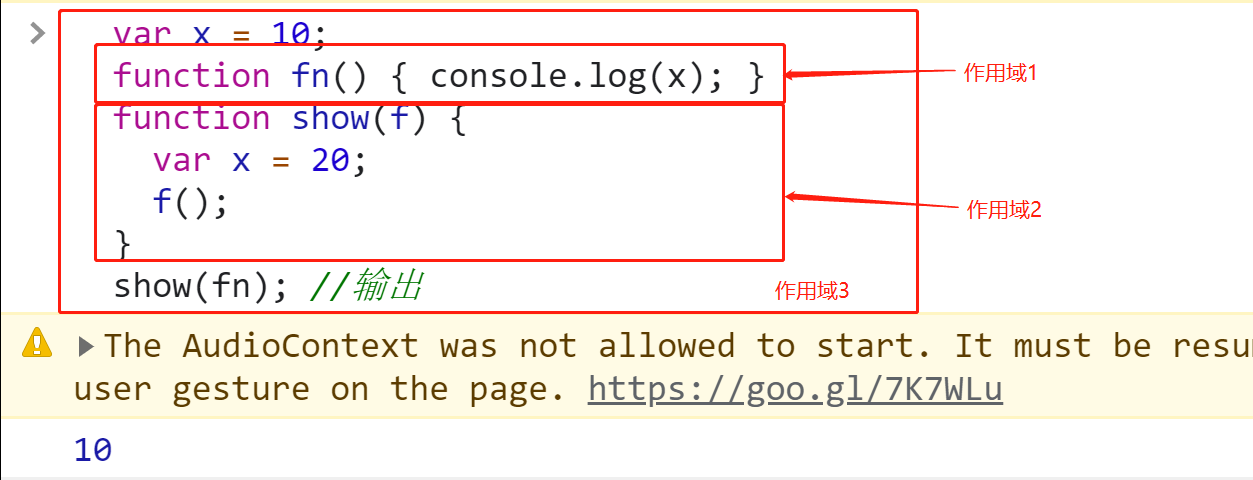 var x = 10;
function fn() { console.log(x); }
作用域1
function show(f) {
var x = 20;
f();
作用域2
}
show(fn); //输出
作用域3
The AudioContext was not allowed to start. It must be resu
user gesture on the page. https://goo.gl/7K7WLu
10